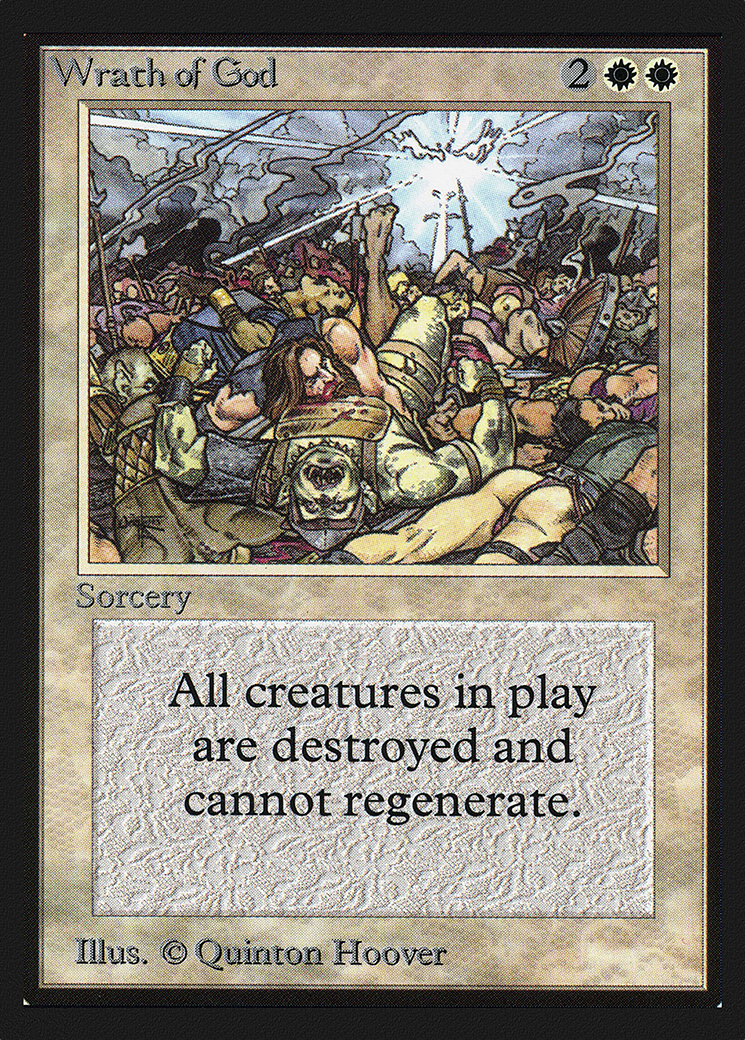 Wrath of God 2
Sorcery
All creatures in play
are destroyed and
cannot regenerate.
Illus. © Quinton Hoover